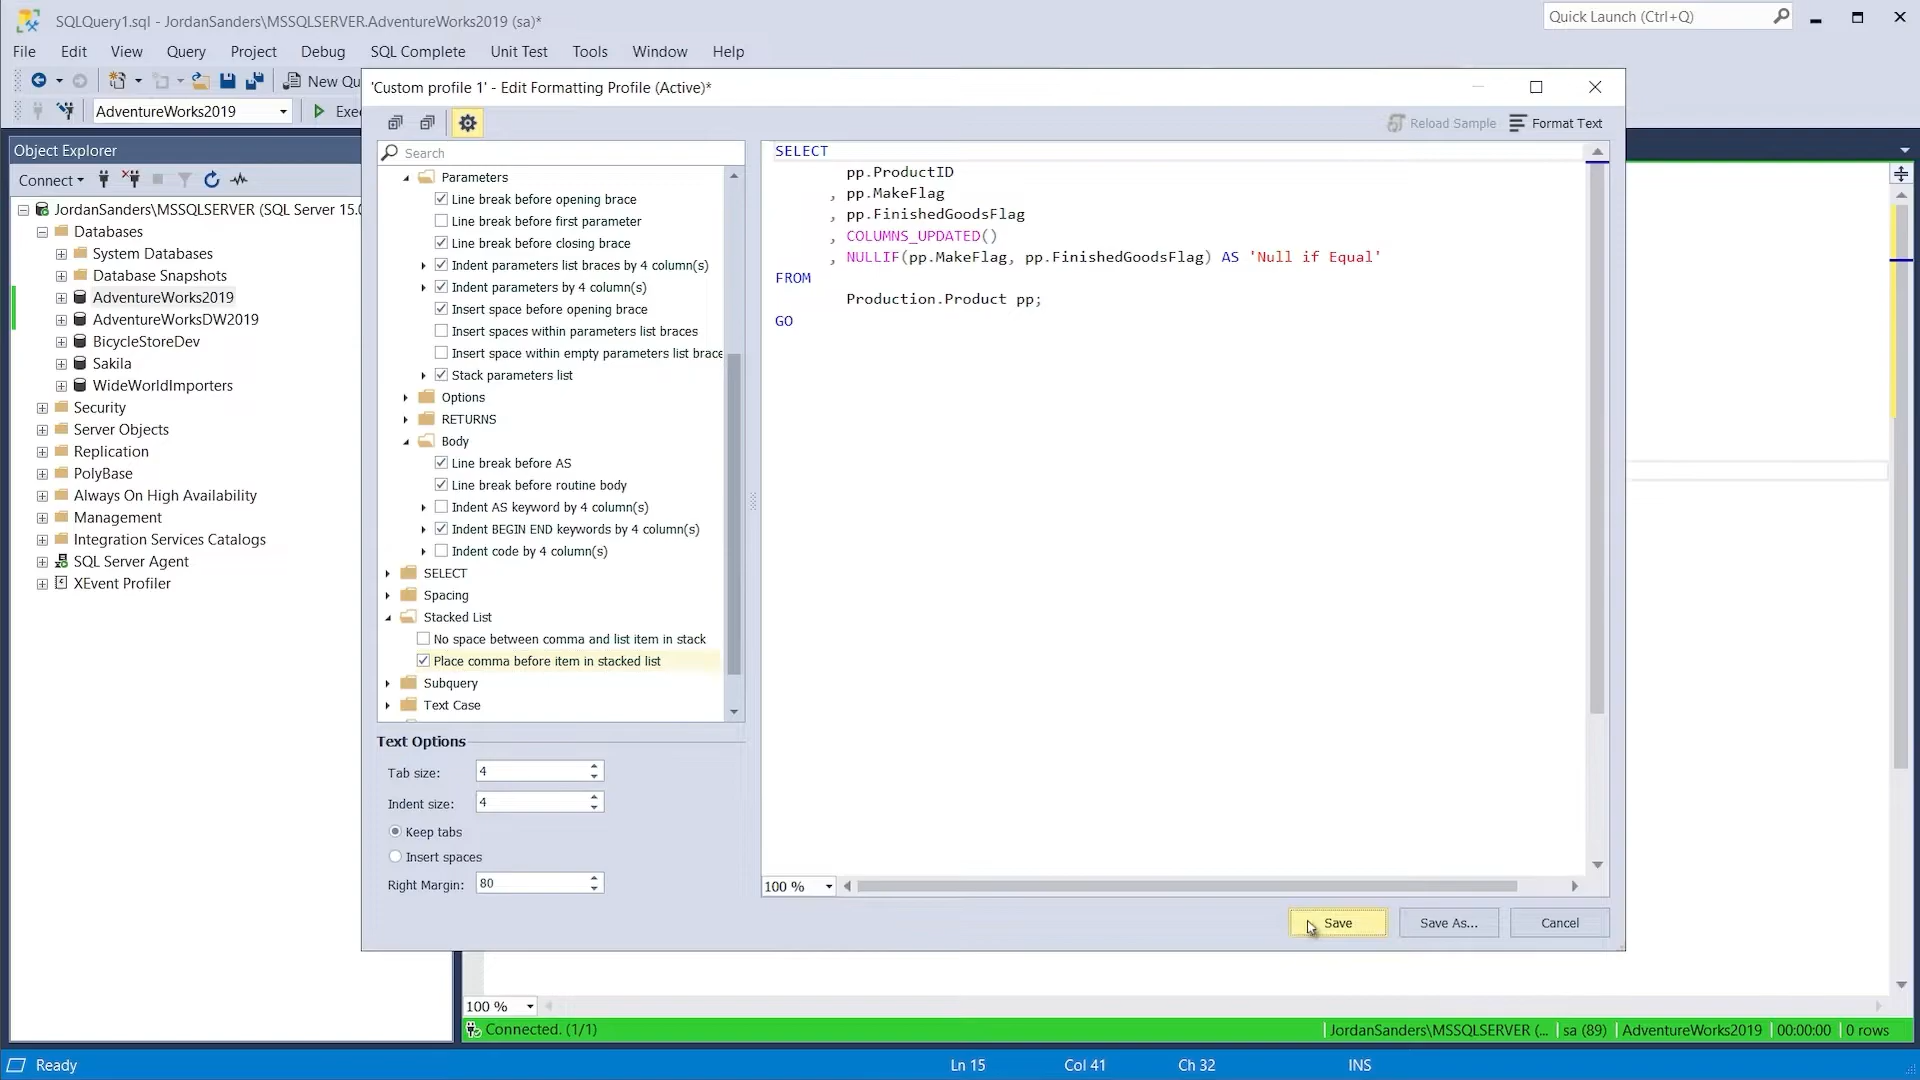 SQLQuery1.sql - JordanSanders\MSSQLSERVER.AdventureWorks2019 (sa)*
Quick Launch (Ctrl+Q)
File Edit View Query Project Debug SQL Complete Unit Test Tools Window Help
New Qu
AdventureWorks2019
Exe
'Custom profile 1' - Edit Formatting Profile (Active)*
Reload Sample
Format Text
Object Explorer
Connect
JordanSanders\MSSQLSERVER (SQL Server 15.0
Databases
System Databases
Database Snapshots
AdventureWorks2019
AdventureWorksDW2019
BicycleStoreDev
Sakila
WideWorldImporters
Security
Server Objects
Replication
PolyBase
Always On High Availability
Management
Integration Services Catalogs
SQL Server Agent
XEvent Profiler
Search
Parameters
Line break before opening brace
Line break before first parameter
Line break before closing brace
Indent parameters list braces by 4 column(s)
Indent parameters by 4 column(s)
Insert space before opening brace
Insert spaces within parameters list braces
Insert space within empty parameters list brace
Stack parameters list
Options
RETURNS
Body
Line break before AS
Line break before routine body
Indent AS keyword by 4 column(s)
Indent BEGIN END keywords by 4 column(s)
Indent code by 4 column(s)
SELECT
Spacing
Stacked List
No space between comma and list item in stack
Place comma before item in stacked list
Subquery
Text Case
Text Options
Tab size: 4
Indent size: 4
Keep tabs
Insert spaces
Right Margin: 80
SELECT
pp.ProductID
, pp.MakeFlag
, pp.FinishedGoodsFlag
, COLUMNS_UPDATED()
, NULLIF(pp.MakeFlag, pp.FinishedGoodsFlag) AS 'Null if Equal'
FROM
Production.Product pp;
GO
100 %
Save
Save As...
Cancel
100 %
Connected. (1/1)
JordanSanders\MSSQLSERVER (... sa (89) AdventureWorks2019 00:00:00 0 rows
Ready
Ln 15
Col 41
Ch 32
INS